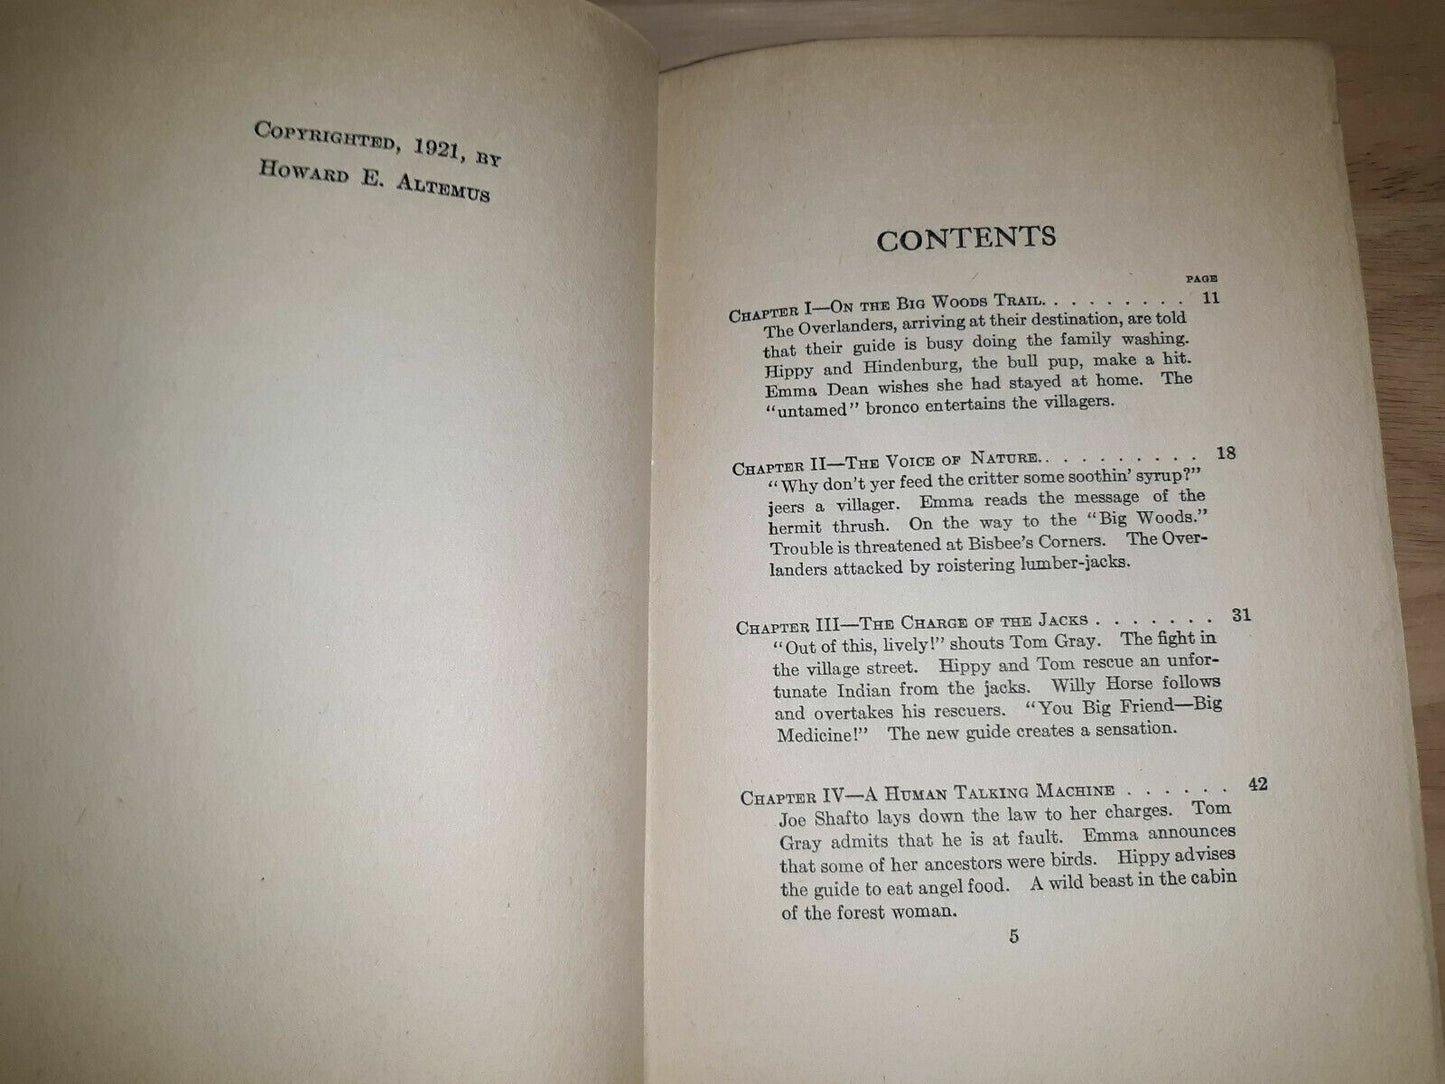 Copyrighted, 1921, by
Howard E. Altemus
CONTENTS
PAGE
Chapter I—On the Big Woods Trail. . . . . . . . . . 11
The Overlanders, arriving at their destination, are told
that their guide is busy doing the family washing.
Hippy and Hindenburg, the bull pup, make a hit.
Emma Dean wishes she had stayed at home. The
“untamed” bronco entertains the villagers.
Chapter II—The Voice of Nature. . . . . . . . . . 18
“Why don't yer feed the critter some soothin' syrup?”
jeers a villager. Emma reads the message of the
hermit thrush. On the way to the “Big Woods.”
Trouble is threatened at Bisbee's Corners. The Over-
landers attacked by roistering lumber-jacks.
Chapter III—The Charge of the Jacks . . . . . . . 31
“Out of this, lively!” shouts Tom Gray. The fight in
the village street. Hippy and Tom rescue an unfor-
tunate Indian from the jacks. Willy Horse follows
and overtakes his rescuers. “You Big Friend—Big
Medicine!” The new guide creates a sensation.
Chapter IV—A Human Talking Machine . . . . . . 42
Joe Shafto lays down the law to her charges. Tom
Gray admits that he is at fault. Emma announces
that some of her ancestors were birds. Hippy advises
the guide to eat angel food. A wild beast in the cabin
of the forest woman.
5